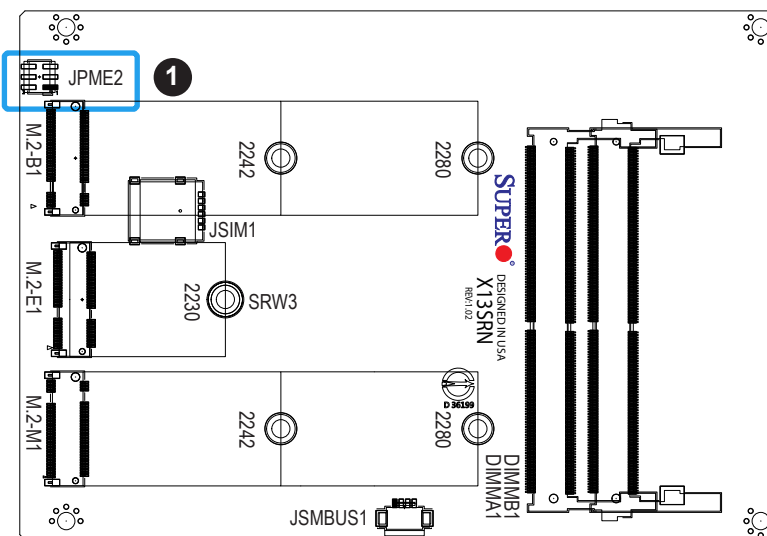 JPME2
1
M.2-B1
2242
2280
JSIM1
SUPER
DESIGNED IN USA
X13SRN
REV:1.02
M.2-E1
2230
SRW3
M.2-M1
2242
2280
D 36199
DIMMB1
DIMMA1
JSMBUS1